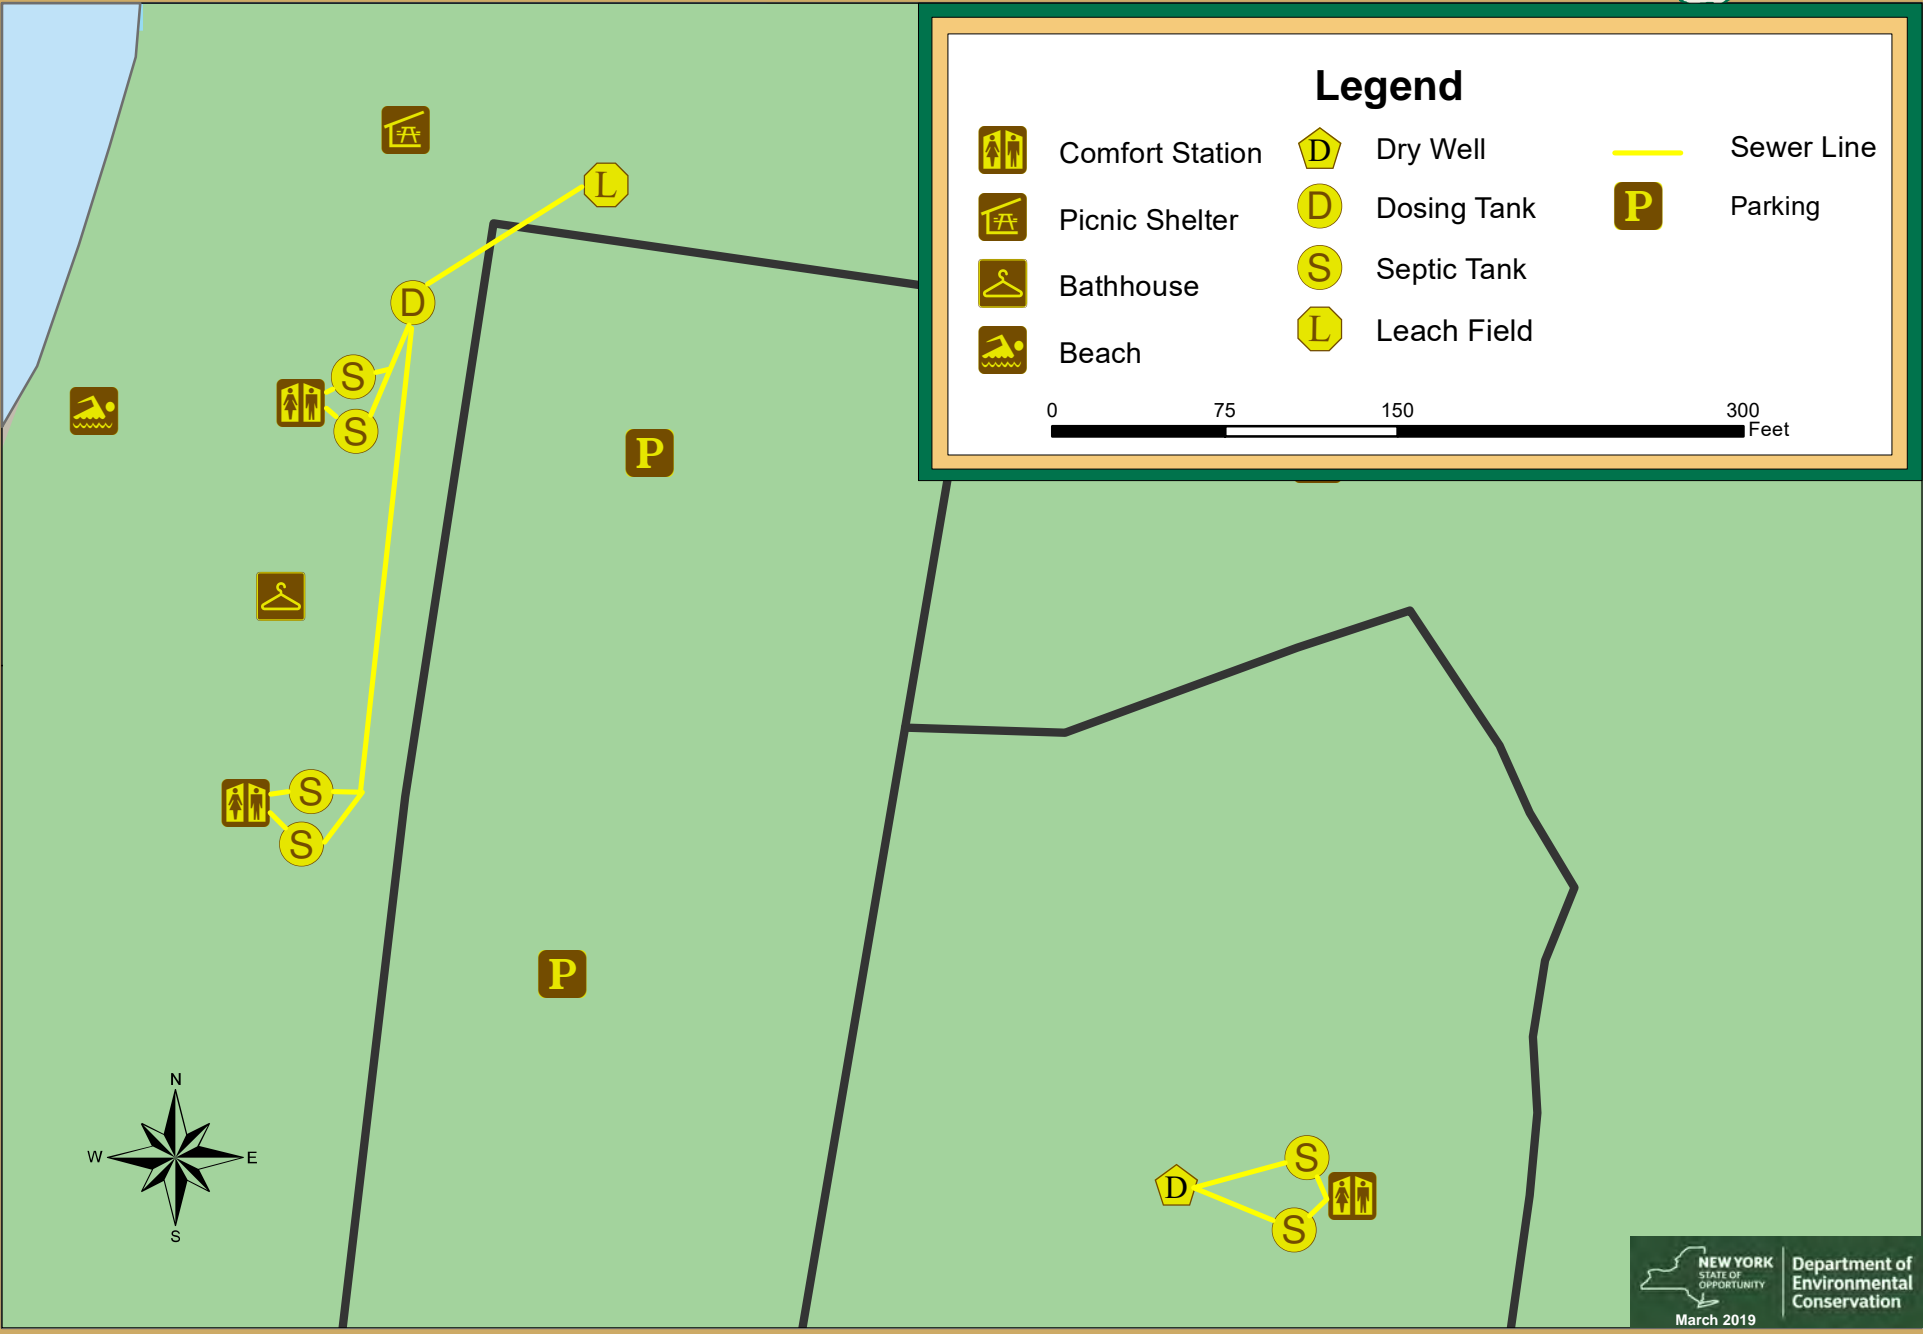 Legend
Comfort Station
Picnic Shelter
Bathhouse
Beach
Dry Well
Dosing Tank
Septic Tank
Leach Field
Sewer Line
Parking
D
D
S
L
P
0 75 150 300
Feet
L
D
S
S
P
S
S
P
N
W E
S
S
D
S
NEW YORK
STATE OF
OPPORTUNITY
Department of
Environmental
Conservation
March 2019